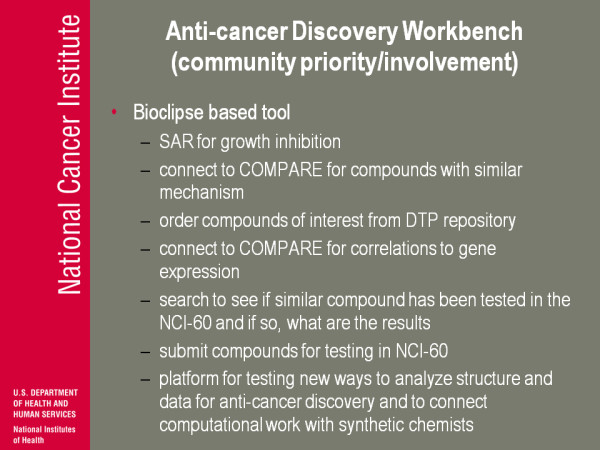 National Cancer Institute
U.S. DEPARTMENT
OF HEALTH AND
HUMAN SERVICES
National Institutes
of Health
Anti-cancer Discovery Workbench
(community priority/involvement)
• Bioclipse based tool
– SAR for growth inhibition
– connect to COMPARE for compounds with similar
mechanism
– order compounds of interest from DTP repository
– connect to COMPARE for correlations to gene
expression
– search to see if similar compound has been tested in the
NCI-60 and if so, what are the results
– submit compounds for testing in NCI-60
– platform for testing new ways to analyze structure and
data for anti-cancer discovery and to connect
computational work with synthetic chemists